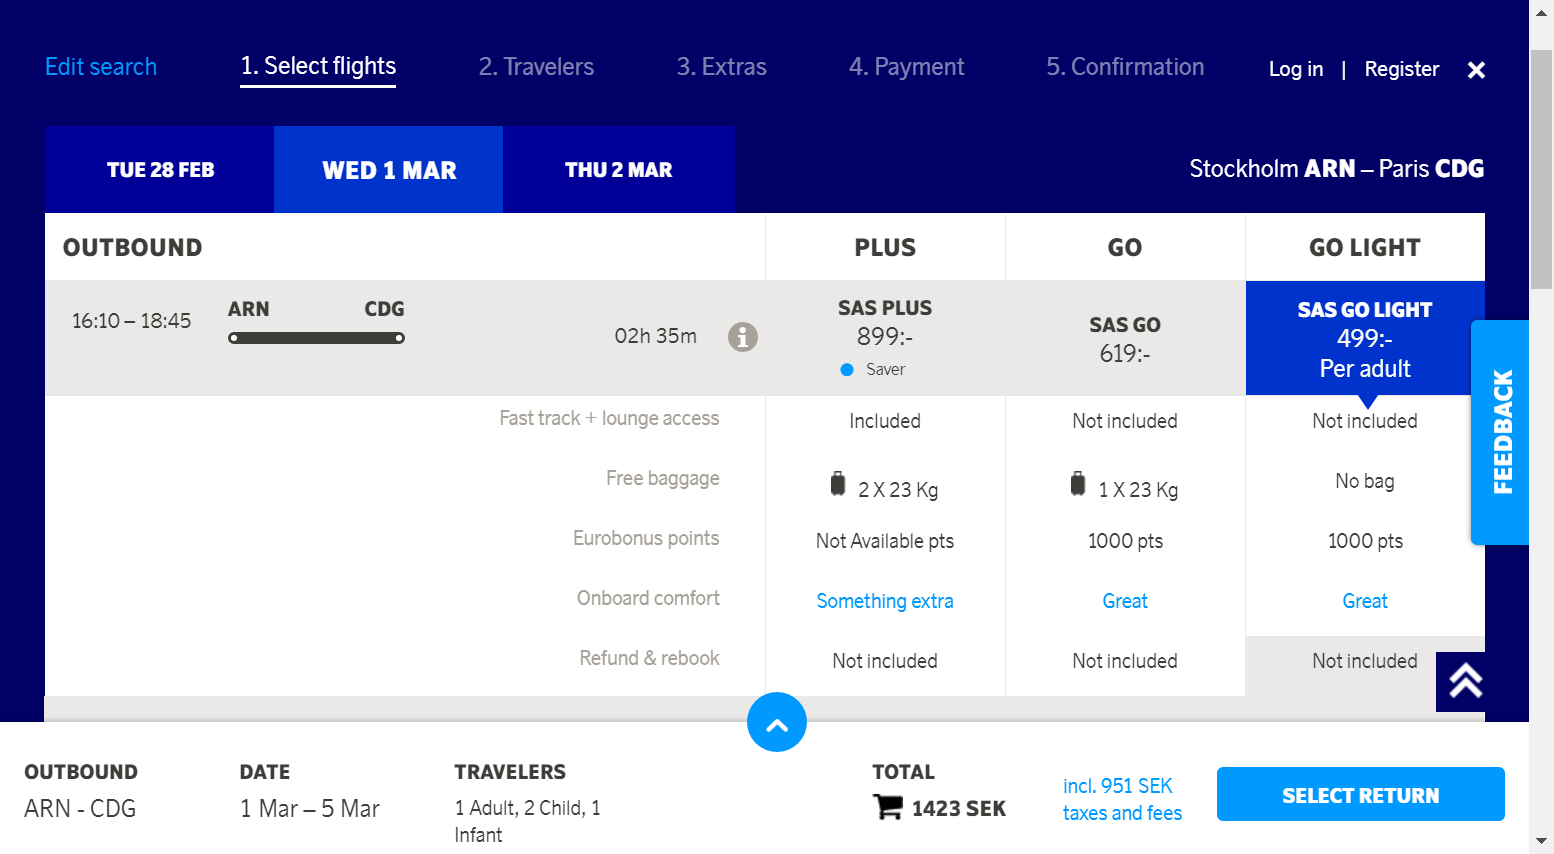 Edit search
1. Select flights
2. Travelers
3. Extras
4. Payment
5. Confirmation
Log in | Register
TUE 28 FEB
WED 1 MAR
THU 2 MAR
Stockholm ARN – Paris CDG
OUTBOUND
PLUS
GO
GO LIGHT
16:10 – 18:45
ARN
CDG
02h 35m
SAS PLUS
899:-
Saver
SAS GO
619:-
SAS GO LIGHT
499:-
Per adult
FEEDBACK
Fast track + lounge access
Included
Not included
Not included
Free baggage
2 X 23 Kg
1 X 23 Kg
No bag
Eurobonus points
Not Available pts
1000 pts
1000 pts
Onboard comfort
Something extra
Great
Great
Refund & rebook
Not included
Not included
Not included
OUTBOUND
ARN - CDG
DATE
1 Mar – 5 Mar
TRAVELERS
1 Adult, 2 Child, 1
Infant
TOTAL
1423 SEK
incl. 951 SEK
taxes and fees
SELECT RETURN